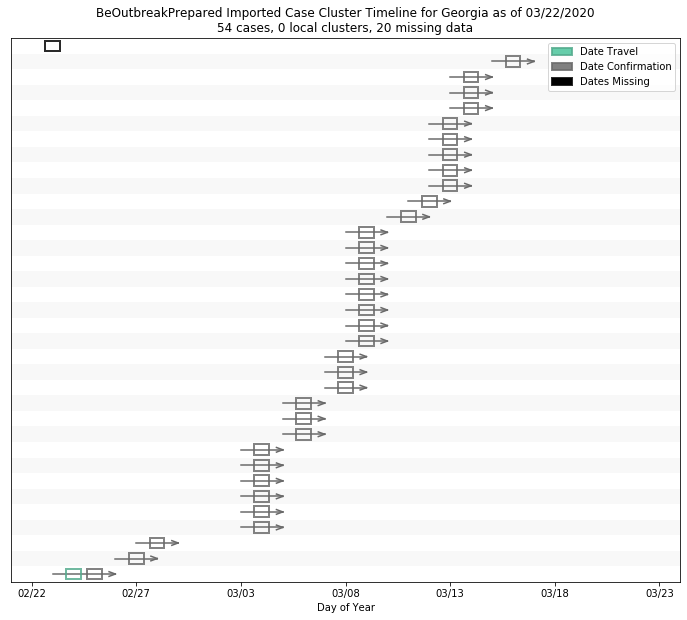 BeOutbreakPrepared Imported Case Cluster Timeline for Georgia as of 03/22/2020
54 cases, 0 local clusters, 20 missing data
Date Travel
Date Confirmation
Dates Missing
02/22 02/27 03/03 03/08 03/13 03/18 03/23
Day of Year